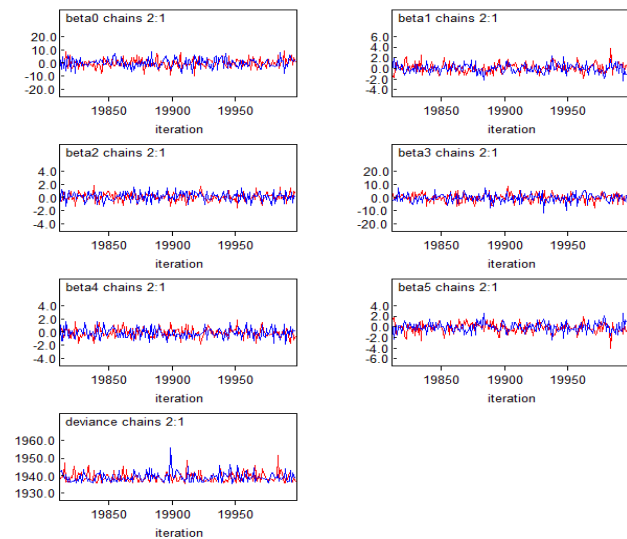 beta0 chains 2:1
20.0
10.0
0.0
-10.0
-20.0
19850 19900 19950
iteration
beta1 chains 2:1
6.0
4.0
2.0
0.0
-2.0
-4.0
19850 19900 19950
iteration
beta2 chains 2:1
4.0
2.0
0.0
-2.0
-4.0
19850 19900 19950
iteration
beta3 chains 2:1
20.0
10.0
0.0
-10.0
-20.0
19850 19900 19950
iteration
beta4 chains 2:1
4.0
2.0
0.0
-2.0
-4.0
19850 19900 19950
iteration
beta5 chains 2:1
4.0
2.0
0.0
-2.0
-4.0
-6.0
19850 19900 19950
iteration
deviance chains 2:1
1960.0
1950.0
1940.0
1930.0
19850 19900 19950
iteration